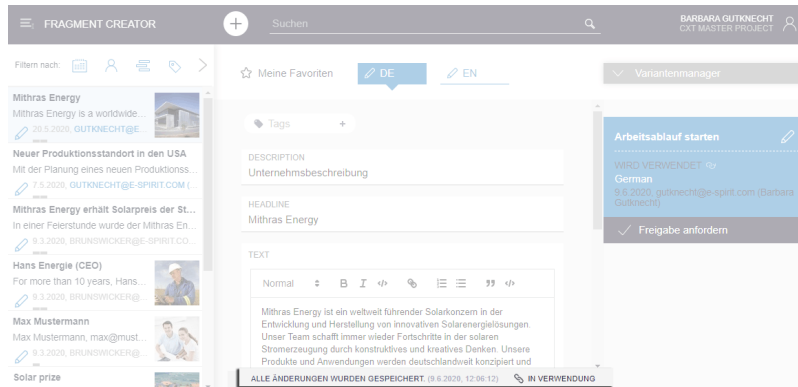 FRAGMENT CREATOR
Suchen
BARBARA GUTKNECHT
CXT MASTER PROJECT
Filtern nach:
Meine Favoriten
DE
EN
Variantenmanager
Mithras Energy
Mithras Energy is a worldwide...
20.5.2020, GUTKNECHT@E...
Neuer Produktionsstandort in den USA
Mit der Planung eines neuen Produktionss...
7.5.2020, GUTKNECHT@E-SPIRIT.COM (...
Mithras Energy erhält Solarpreis der St...
In einer Feierstunde wurde der Mithras En...
9.3.2020, BRUNSWICKER@E-SPIRIT.CO...
Hans Energie (CEO)
For more than 10 years, Hans...
9.3.2020, BRUNSWICKER@...
Max Mustermann
Max Mustermann, max@must...
9.3.2020, BRUNSWICKER@...
Solar prize
Tags +
DESCRIPTION
Unternehmsbeschreibung
HEADLINE
Mithras Energy
TEXT
Normal B I </> ” </>
Mithras Energy ist ein weltweit führender Solarkonzern in der
Entwicklung und Herstellung von innovativen Solarenergielösungen.
Unser Team schafft immer wieder Fortschritte in der solaren
Stromerzeugung durch konstruktives und kreatives Denken. Unsere
Produkte und Anwendungen werden deutschlandweit konzipiert und
ALLE ÄNDERUNGEN WURDEN GESPEICHERT. (9.6.2020, 12:06:12) IN VERWENDUNG
Arbeitsablauf starten
WIRD VERWENDET
German
9.6.2020, gutknecht@e-spirit.com (Barbara
Gutknecht)
Freigabe anfordern